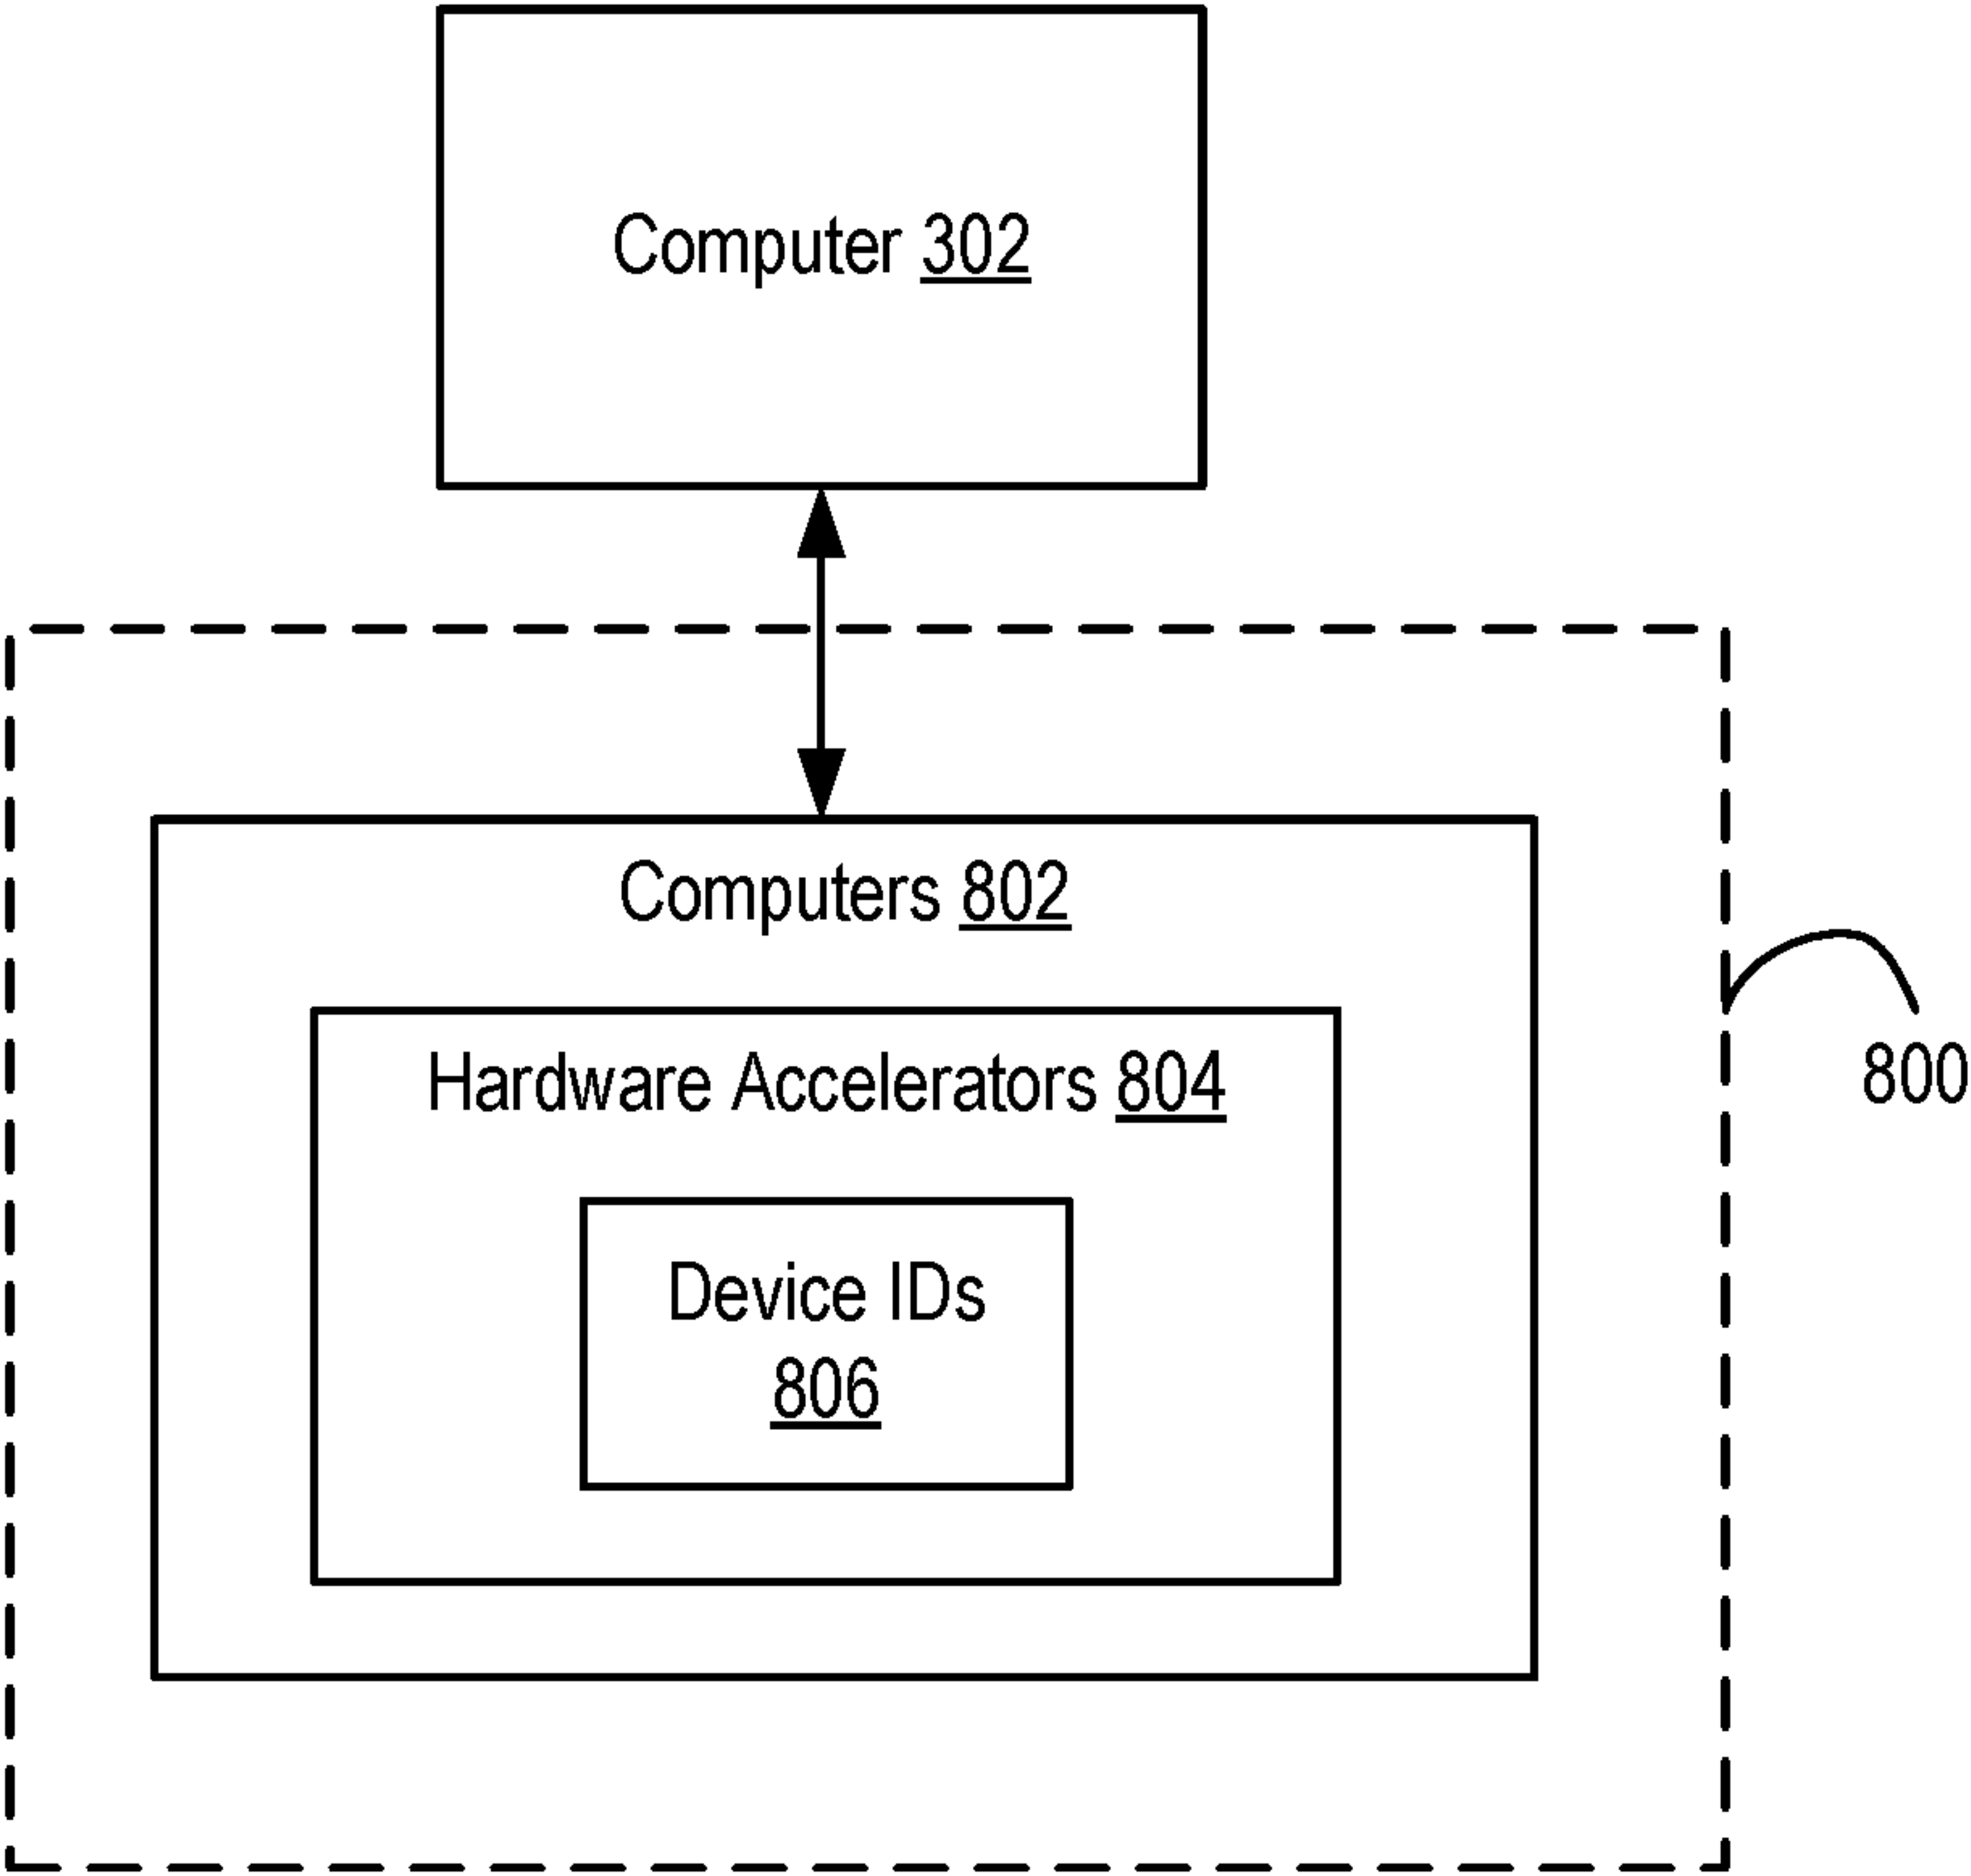 Computer 302
Computers 802
Hardware Accelerators 804
800
Device IDs
806